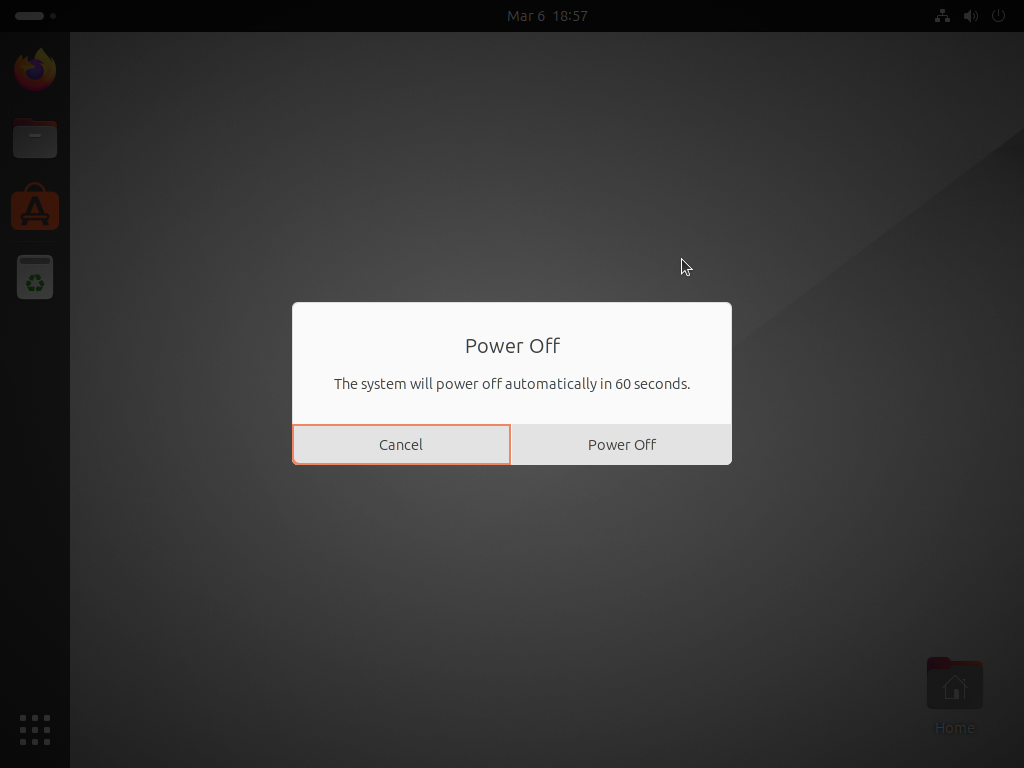 Mar 6 18:57
Power Off
The system will power off automatically in 60 seconds.
Cancel
Power Off
Home